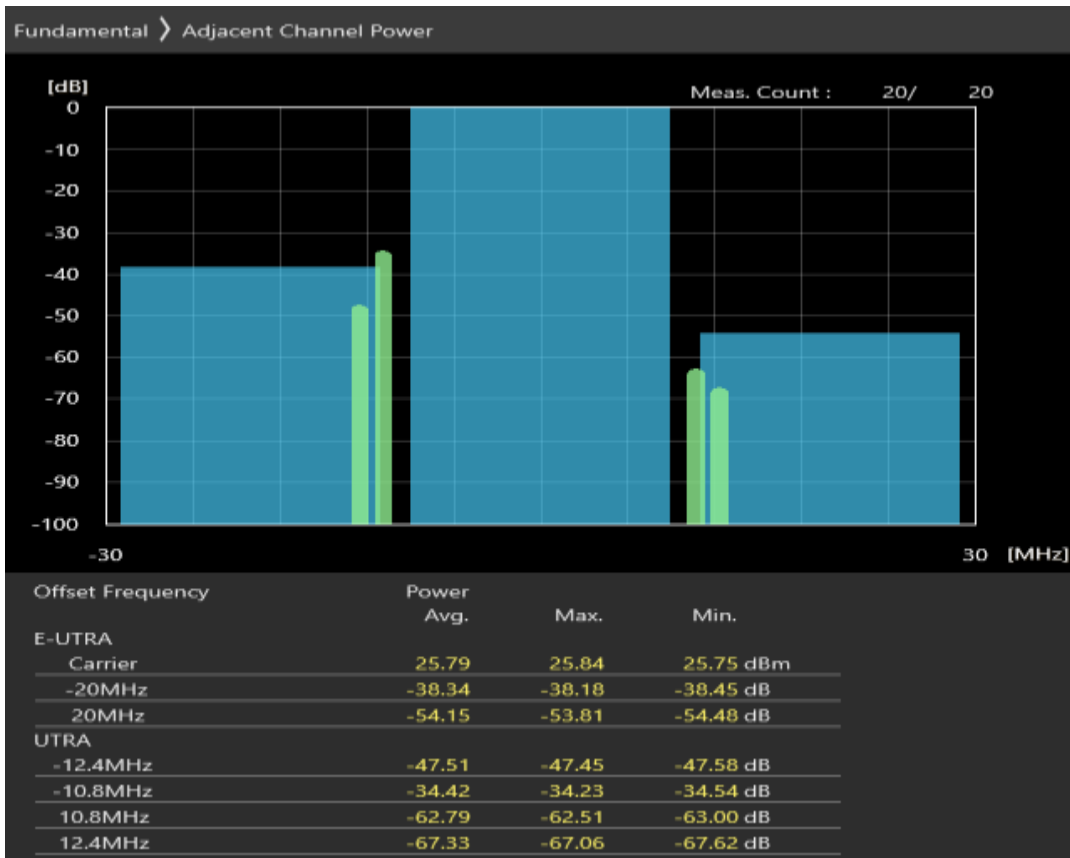 Fundamental ❯ Adjacent Channel Power
[dB]
Meas. Count : 20/ 20
0
-10
-20
-30
-40
-50
-60
-70
-80
-90
-100
-30 30 [MHz]
Offset Frequency Power
Avg. Max. Min.
E-UTRA
Carrier 25.79 25.84 25.75 dBm
-20MHz -38.34 -38.18 -38.45 dB
20MHz -54.15 -53.81 -54.48 dB
UTRA
-12.4MHz -47.51 -47.45 -47.58 dB
-10.8MHz -34.42 -34.23 -34.54 dB
10.8MHz -62.79 -62.51 -63.00 dB
12.4MHz -67.33 -67.06 -67.62 dB